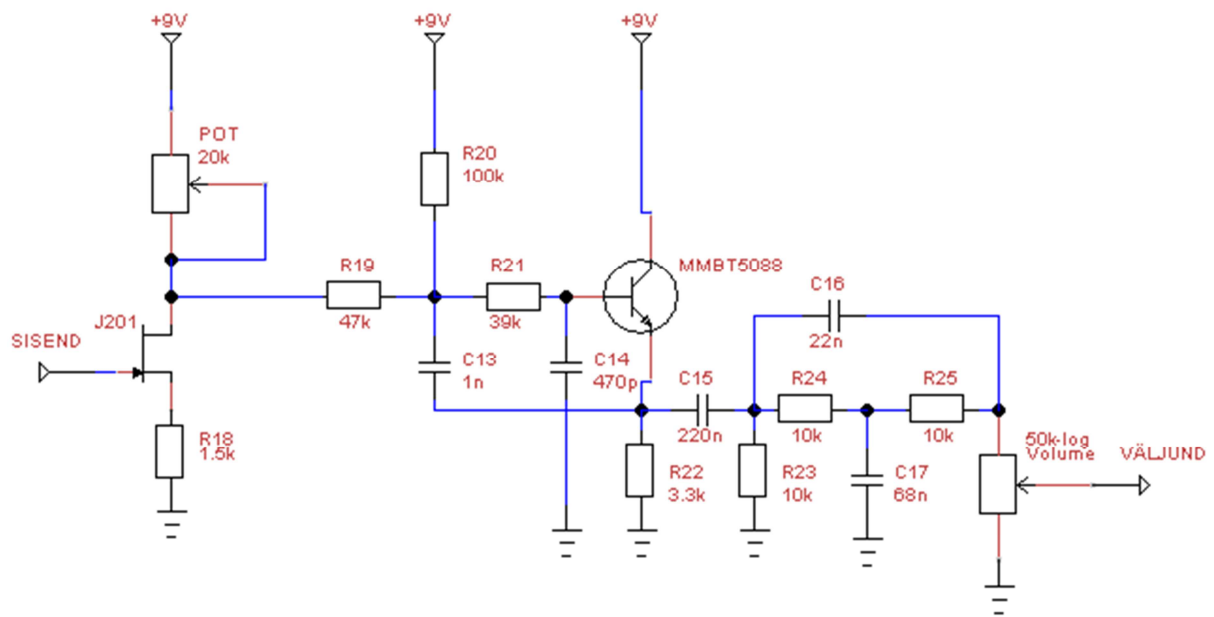 +9V
+9V
+9V
POT
20k
R20
100k
MMBT5088
R19
47k
R21
39k
J201
SISEND
C16
22n
C13
1n
C14
470p
C15
220n
R24
10k
R25
10k
R18
1.5k
R22
3.3k
R23
10k
C17
68n
50k-log
Volume
VÄLJUND